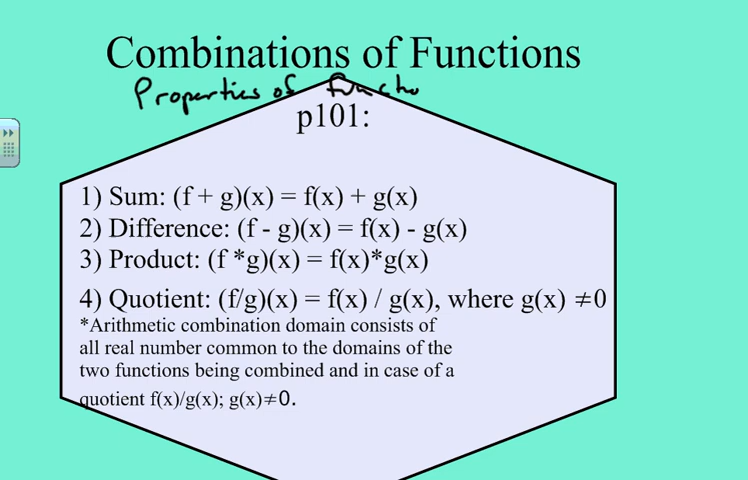 Combinations of Functions
Properties of functo
p101:
1) Sum: (f + g)(x) = f(x) + g(x)
2) Difference: (f - g)(x) = f(x) - g(x)
3) Product: (f *g)(x) = f(x)*g(x)
4) Quotient: (f/g)(x) = f(x) / g(x), where g(x) ≠0
*Arithmetic combination domain consists of
all real number common to the domains of the
two functions being combined and in case of a
quotient f(x)/g(x); g(x)≠0.